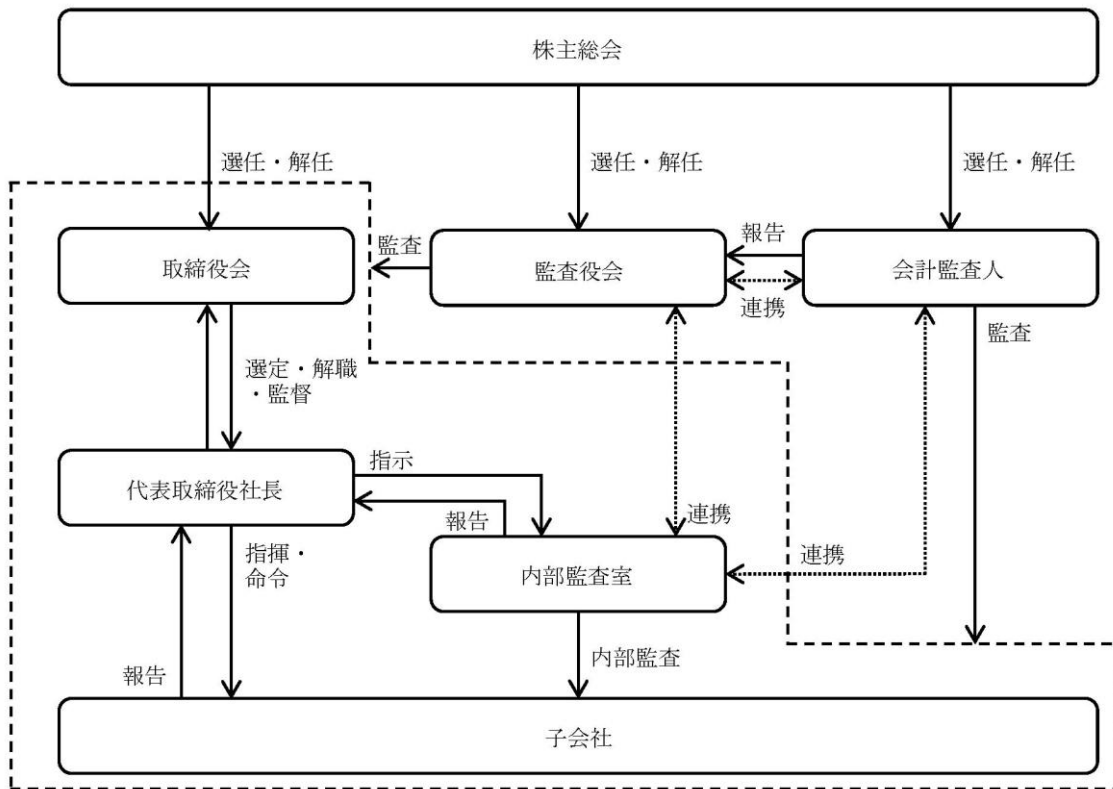 株主総会
選任・解任
選任・解任
選任・解任
取締役会
監査
監査役会
報告
連携
会計監査人
監査
選定・解職
・監督
代表取締役社長
指示
報告
連携
連携
指揮・
命令
内部監査室
内部監査
報告
子会社